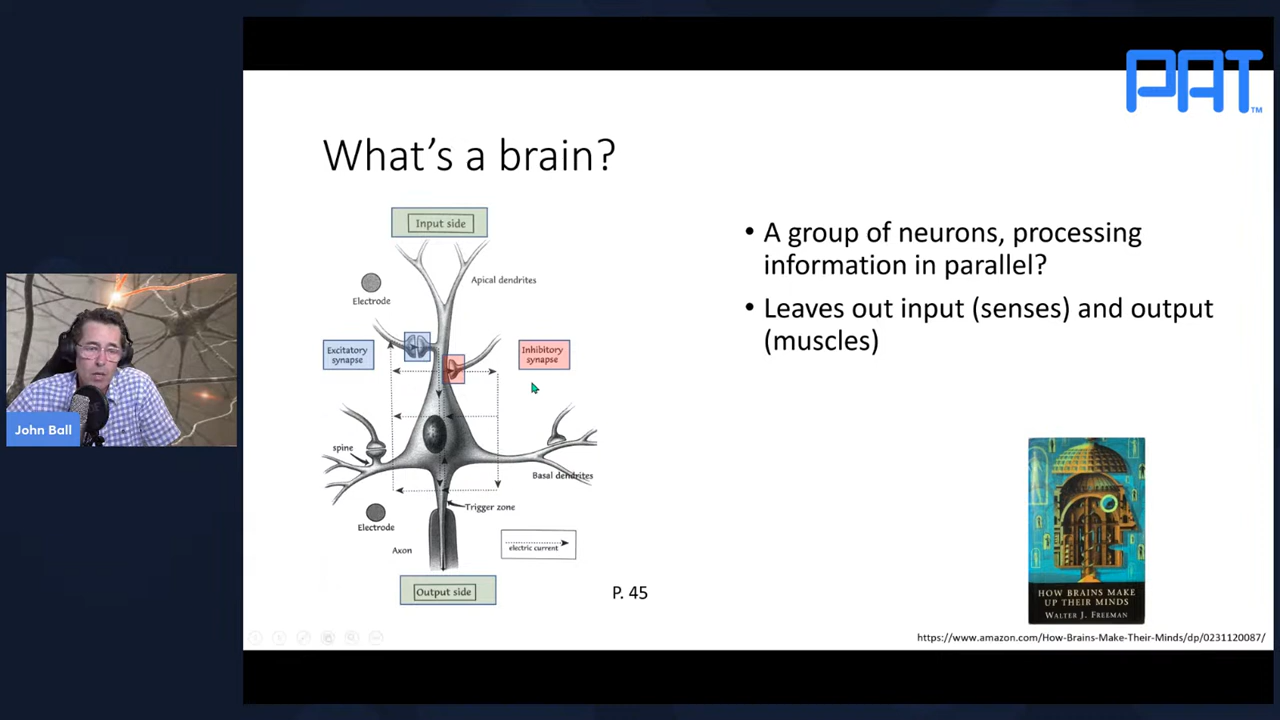 PAT™
What's a brain?
Input side
Apical dendrites
Electrode
Excitatory
synapse
Inhibitory
synapse
spine
Basal dendrites
Trigger zone
Electrode
Axon
electric current
Output side
P. 45
• A group of neurons, processing
information in parallel?
• Leaves out input (senses) and output
(muscles)
John Ball
HOW BRAINS MAKE
UP THEIR MINDS
WALTER J. FREEMAN
https://www.amazon.com/How-Brains-Make-Their-Minds/dp/0231120087/